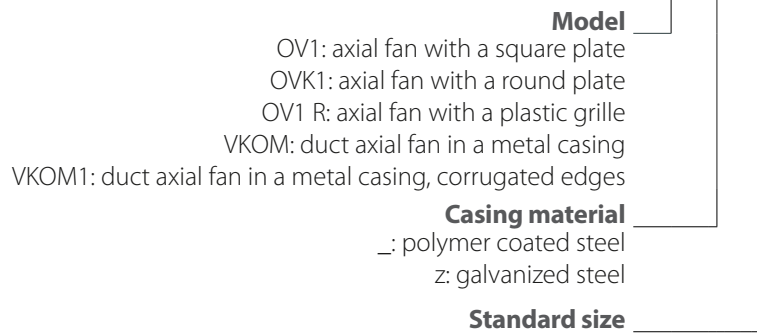 Model
OV1: axial fan with a square plate
OVK1: axial fan with a round plate
OV1 R: axial fan with a plastic grille
VKOM: duct axial fan in a metal casing
VKOM1: duct axial fan in a metal casing, corrugated edges
Casing material
_: polymer coated steel
z: galvanized steel
Standard size